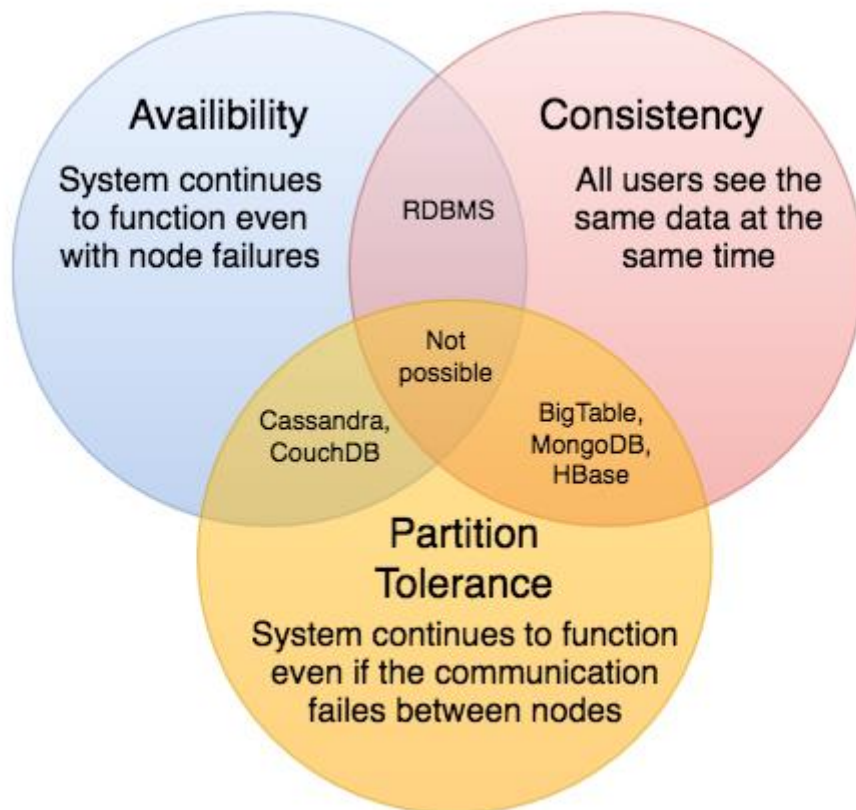 Availibility
System continues
to function even
with node failures
Consistency
All users see the
same data at the
same time
RDBMS
Not
possible
Cassandra,
CouchDB
BigTable,
MongoDB,
HBase
Partition
Tolerance
System continues to function
even if the communication
failes between nodes